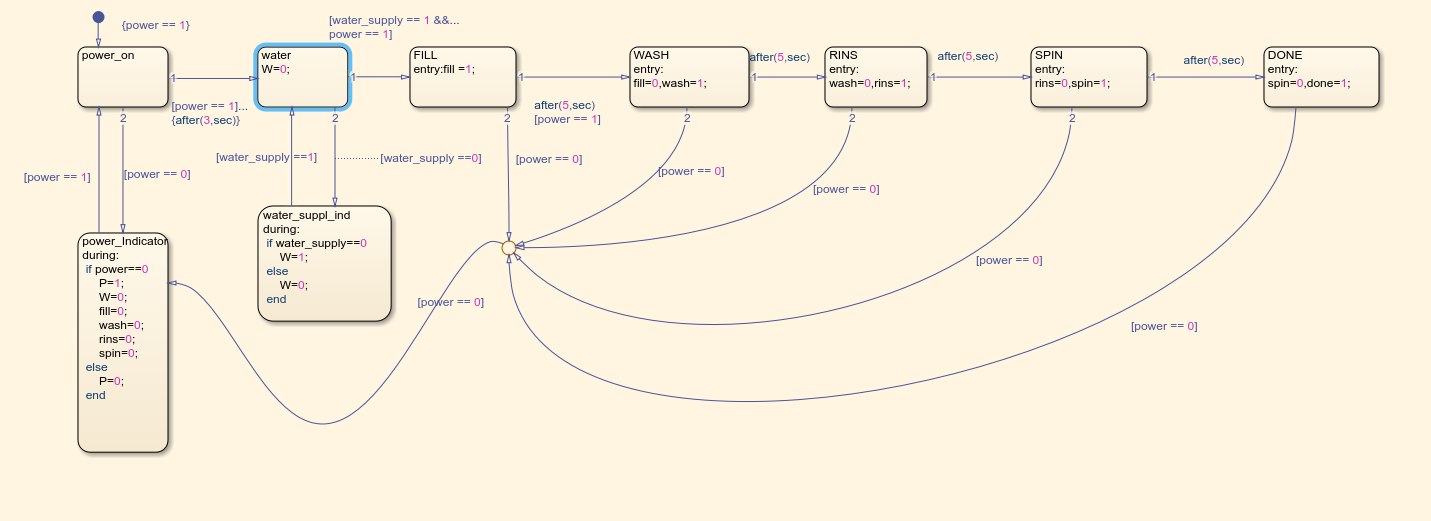 {power == 1}
[water_supply == 1 &&...
power == 1]
power_on
1
[power == 1]...
{after(3,sec)}
2
water
W=0;
1
2
FILL
entry:fill =1;
1
after(5,sec)
[power == 1]
2
WASH
entry:
fill=0,wash=1;
after(5,sec)
1
2
RINS
entry:
wash=0,rins=1;
after(5,sec)
1
2
SPIN
entry:
rins=0,spin=1;
after(5,sec)
1
2
DONE
entry:
spin=0,done=1;
[power == 1]
[power == 0]
[water_supply ==1]
[water_supply ==0]
[power == 0]
[power == 0]
[power == 0]
[power == 0]
[power == 0]
[power == 0]
water_suppl_ind
during:
if water_supply==0
W=1;
else
W=0;
end
power_Indicator
during:
if power==0
P=1;
W=0;
fill=0;
wash=0;
rins=0;
spin=0;
else
P=0;
end